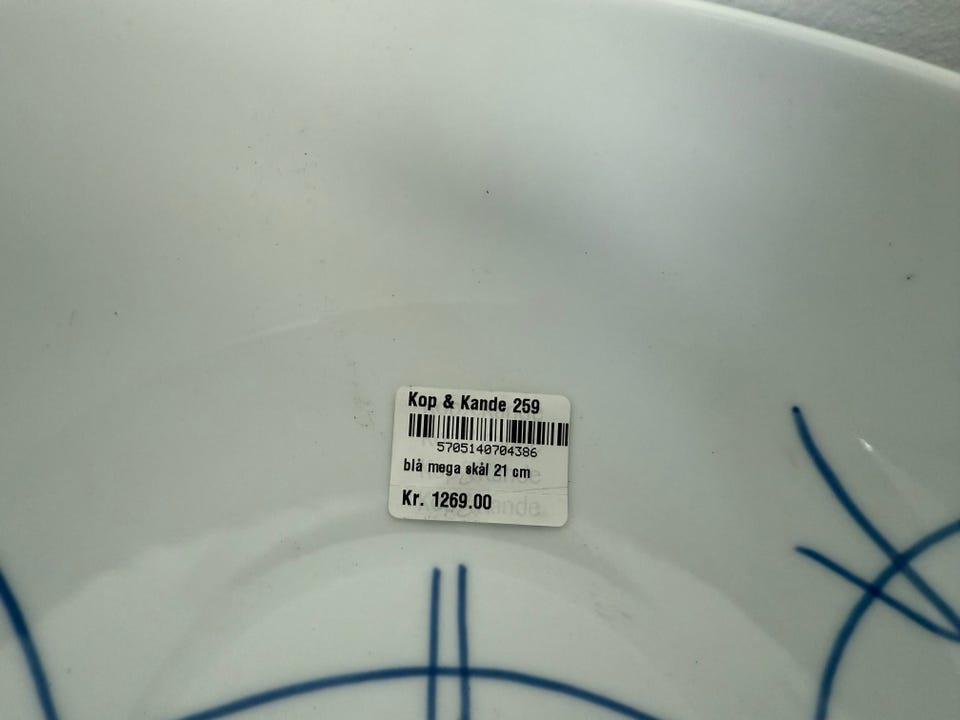 Kop & Kande 259
5705140704386
blå mega skål 21 cm
Kr. 1269.00